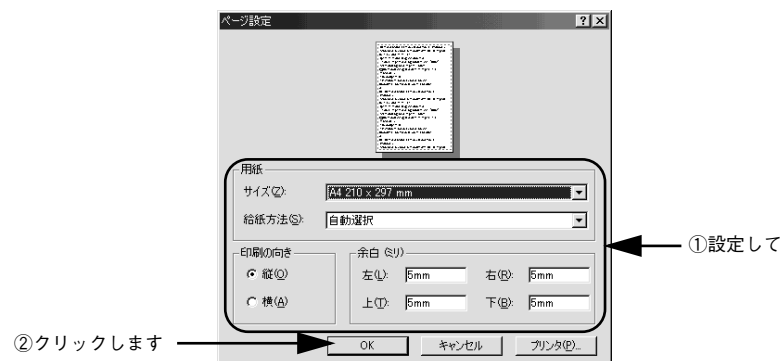 ページ設定
用紙
サイズ(Z):
A4 210 x 297 mm
給紙方法(S):
自動選択
①設定して
印刷の向き
縦(O)
横(A)
余白 (ミリ)
左(L):
5mm
右(R):
5mm
上(T):
5mm
下(B):
5mm
②クリックします
OK
キャンセル
プリンタ(P)...